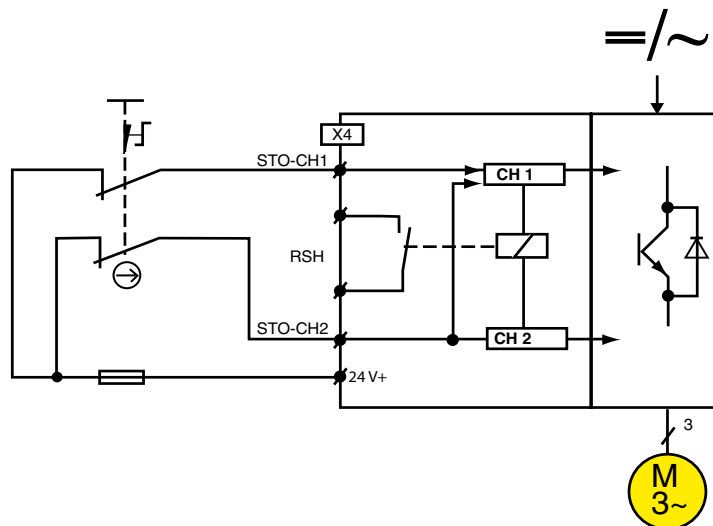 =/~
X4
STO-CH1
CH 1
RSH
STO-CH2
CH 2
24 V+
3
M
3~